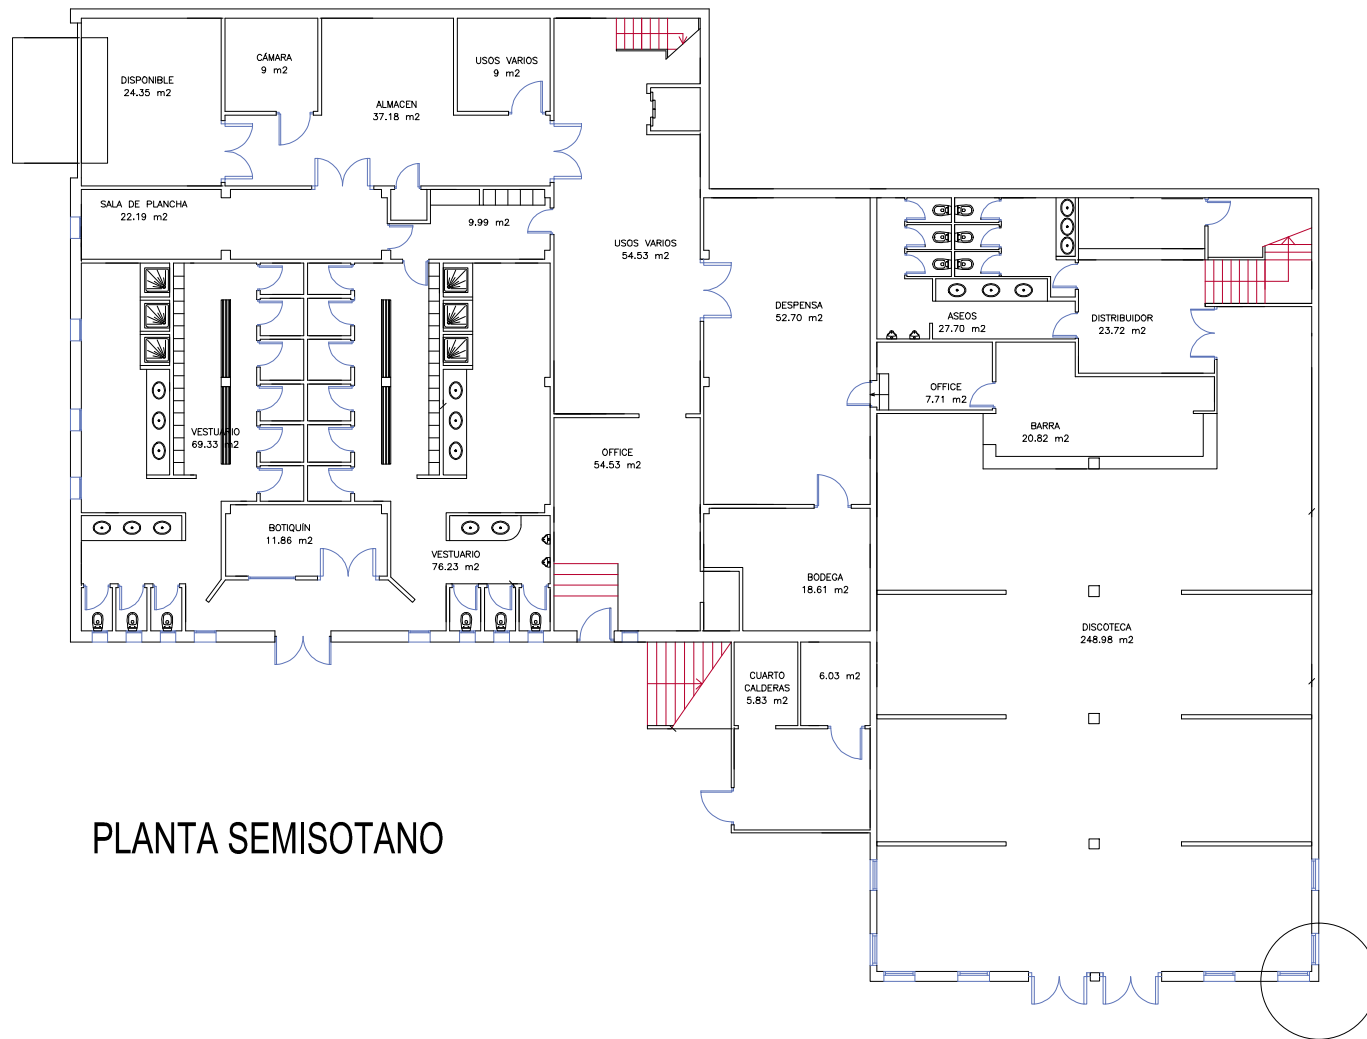 CÁMARA
9 m2
USOS VARIOS
9 m2
DISPONIBLE
24.35 m2
ALMACEN
37.18 m2
SALA DE PLANCHA
22.19 m2
9.99 m2
USOS VARIOS
54.53 m2
DESPENSA
52.70 m2
ASEOS
27.70 m2
DISTRIBUIDOR
23.72 m2
OFFICE
7.71 m2
BARRA
20.82 m2
VESTUARIO
69.33 m2
OFFICE
54.53 m2
BOTIQUÍN
11.86 m2
VESTUARIO
76.23 m2
BODEGA
18.61 m2
DISCOTECA
248.98 m2
CUARTO
CALDERAS
5.83 m2
6.03 m2
PLANTA SEMISOTANO